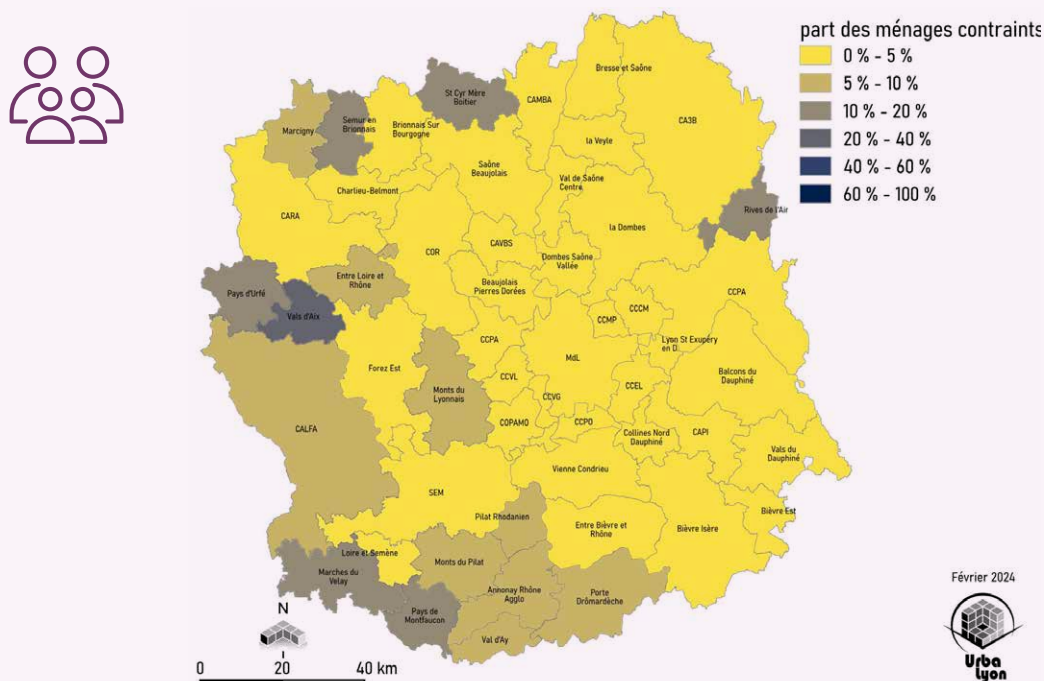 part des ménages contraints
0 % - 5 %
5 % - 10 %
10 % - 20 %
20 % - 40 %
40 % - 60 %
60 % - 100 %
Bresse et Saône
St Cyr Mère
Boitier
CAMBA
CA3B
Semur en
Brionnais
Marcigny
Brionnais Sur
Bourgogne
la Veyle
Saône
Beaujolais
Val de Saône
Centre
Charlieu-Belmont
Rives de l'Air
CARA
la Dombes
COR
CAVBS
Dombes Saône
Vallée
Entre Loire et
Rhône
Beaujolais
Pierres Dorées
Pays d'Urfé
CCPA
Vals d'Aix
CCCM
CCMP
CCPA
Lyon St Exupéry
en D.
MdL
Forez Est
Balcons du
Dauphiné
CCVL
Monts du
Lyonnais
CCEL
CCVG
COPAMO
CCPO
CALFA
Collines Nord
Dauphiné
CAPI
Vals du
Dauphiné
Vienne Condrieu
SEM
Bièvre Est
Pilat Rhodanien
Entre Bièvre et
Rhône
Bièvre Isère
Loire et Semène
Monts du Pilat
Marches du
Velay
Annonay Rhône
Agglo
Porte
Drômardèche
Pays de
Montfaucon
Val d'Ay
N
0 20 40 km
Février 2024
Urba
Lyon